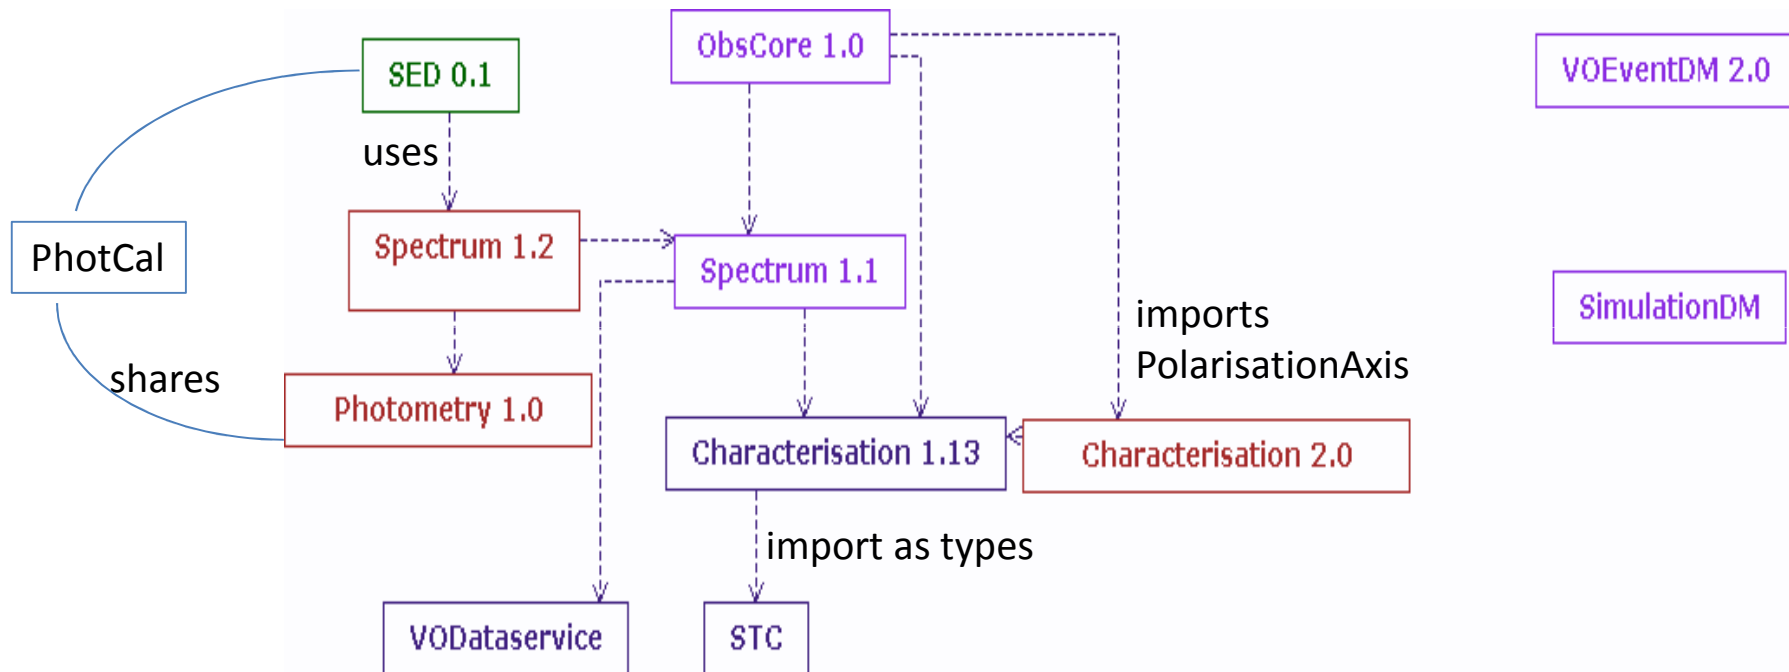 ObsCore 1.0
SED 0.1
VOEventDM 2.0
uses
PhotCal
Spectrum 1.2
Spectrum 1.1
SimulationDM
imports
PolarisationAxis
shares
Photometry 1.0
Characterisation 1.13
Characterisation 2.0
import as types
VODataservice
STC